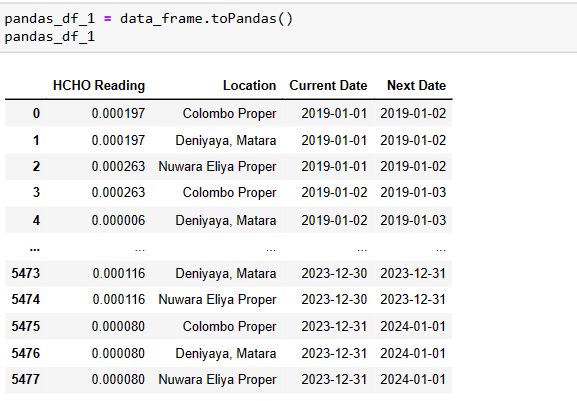 pandas_df_1 = data_frame.toPandas()
pandas_df_1
HCHO Reading Location Current Date Next Date
0 0.000197 Colombo Proper 2019-01-01 2019-01-02
1 0.000197 Deniyaya, Matara 2019-01-01 2019-01-02
2 0.000263 Nuwara Eliya Proper 2019-01-01 2019-01-02
3 0.000263 Colombo Proper 2019-01-02 2019-01-03
4 0.000006 Deniyaya, Matara 2019-01-02 2019-01-03
... ... ... ... ...
5473 0.000116 Deniyaya, Matara 2023-12-30 2023-12-31
5474 0.000116 Nuwara Eliya Proper 2023-12-30 2023-12-31
5475 0.000080 Colombo Proper 2023-12-31 2024-01-01
5476 0.000080 Deniyaya, Matara 2023-12-31 2024-01-01
5477 0.000080 Nuwara Eliya Proper 2023-12-31 2024-01-01